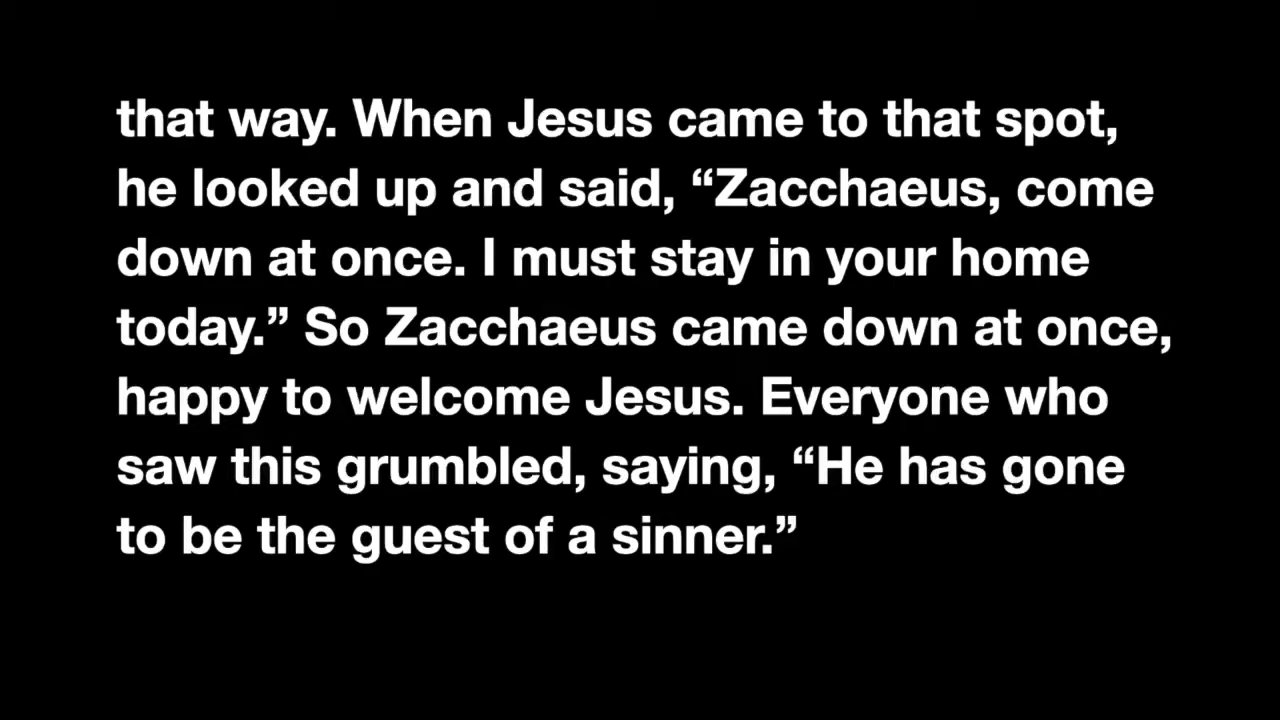 that way. When Jesus came to that spot,
he looked up and said, “Zacchaeus, come
down at once. I must stay in your home
today.” So Zacchaeus came down at once,
happy to welcome Jesus. Everyone who
saw this grumbled, saying, “He has gone
to be the guest of a sinner.”